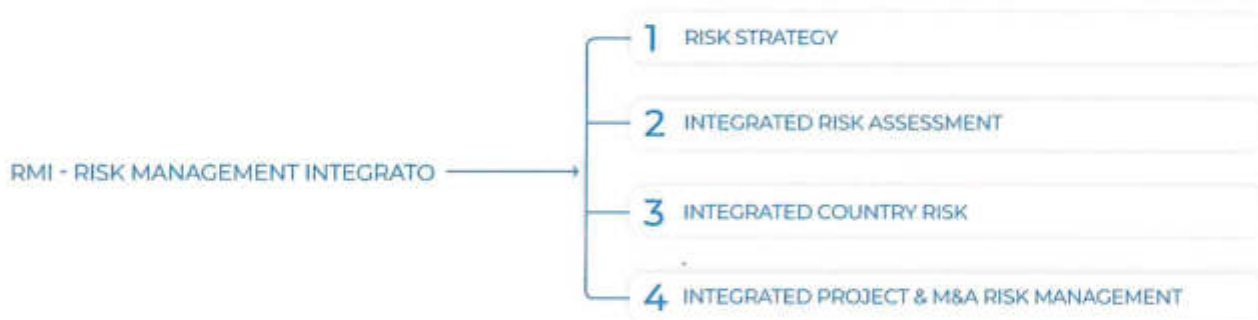 1 RISK STRATEGY
2 INTEGRATED RISK ASSESSMENT
RMI - RISK MANAGEMENT INTEGRATO
3 INTEGRATED COUNTRY RISK
4 INTEGRATED PROJECT & M&A RISK MANAGEMENT